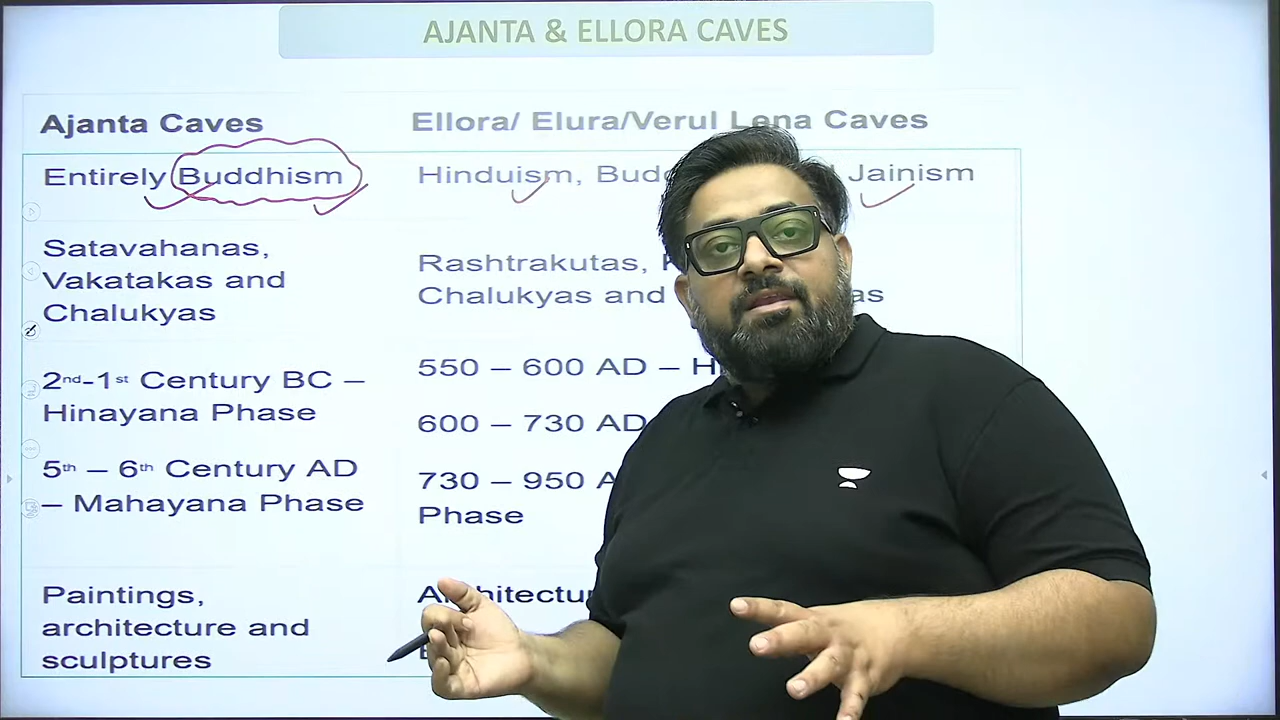 AJANTA & ELLORA CAVES
Ajanta Caves
Ellora/ Elura/Verul Lena Caves
Entirely Buddhism
Hinduism, Jainism
Satavahanas,
Vakatakas and
Chalukyas
Rashtrakutas,
Chalukyas and
2nd-1st Century BC –
Hinayana Phase
5th – 6th Century AD
– Mahayana Phase
550 – 600 AD –
600 – 730 AD
730 – 950
Phase
Paintings,
architecture and
sculptures